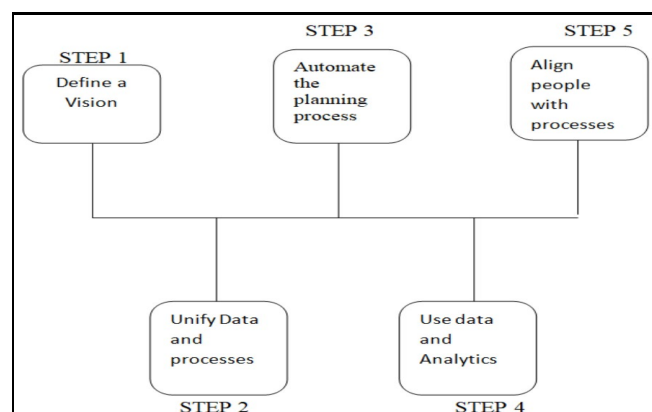 STEP 1
Define a
Vision
STEP 3
Automate
the
planning
process
STEP 5
Align
people
with
processes
Unify Data
and
processes
STEP 2
Use data
and
Analytics
STEP 4